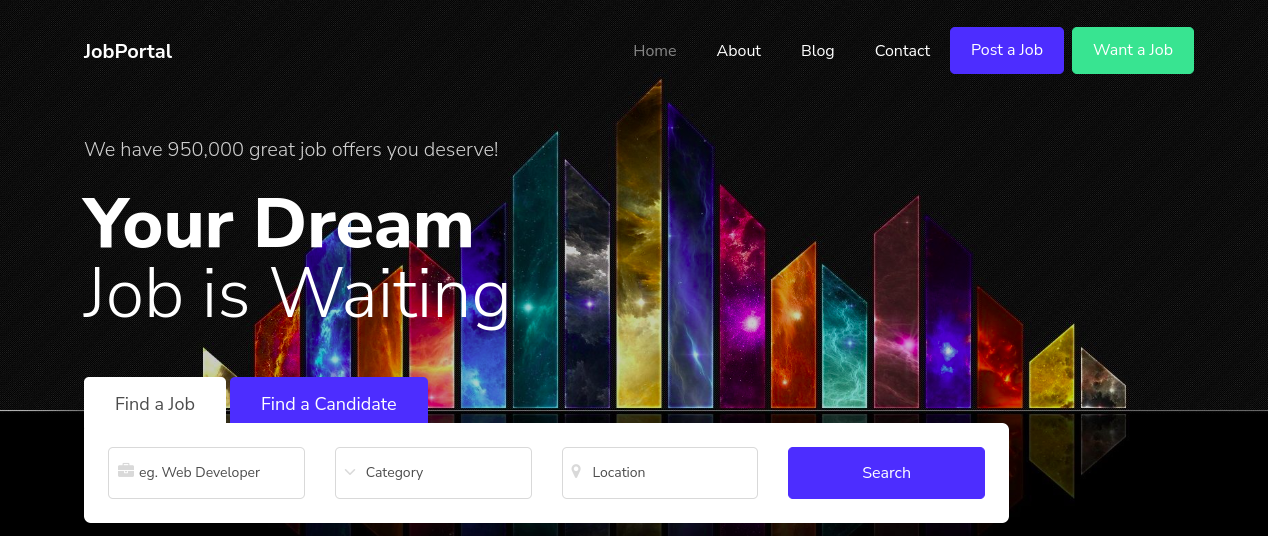 JobPortal
Home
About
Blog
Contact
Post a Job
Want a Job
We have 950,000 great job offers you deserve!
Your Dream
Job is Waiting
Find a Job
Find a Candidate
eg. Web Developer
Category
Location
Search